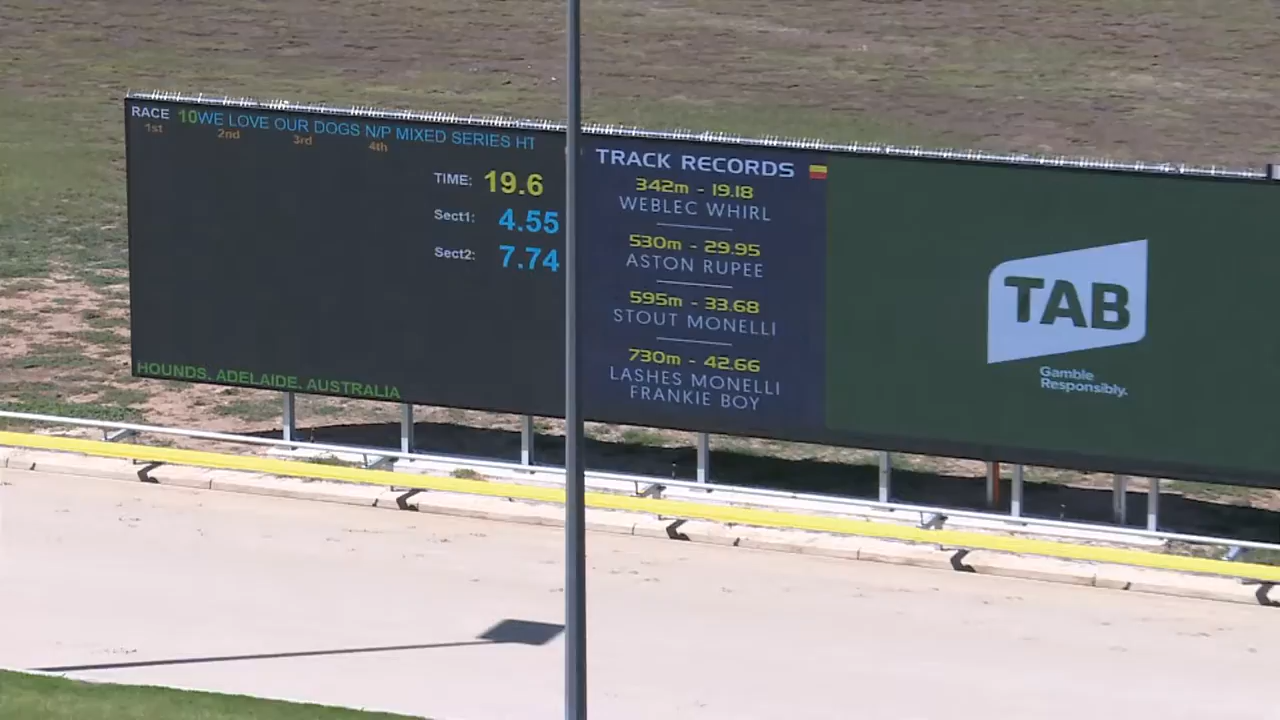 RACE 10WE LOVE OUR DOGS N/P MIXED SERIES HT
1st 2nd 3rd 4th
TIME: 19.6
Sect1: 4.55
Sect2: 7.74
HOUNDS, ADELAIDE, AUSTRALIA
TRACK RECORDS
342m - 19.18
WEBLEC WHIRL
530m - 29.95
ASTON RUPEE
595m - 33.68
STOUT MONELLI
730m - 42.66
LASHES MONELLI
FRANKIE BOY
TAB
Gamble
Responsibly.